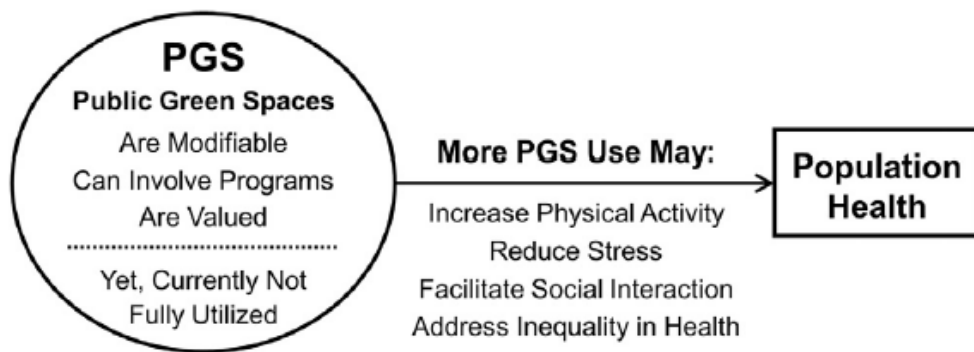 PGS
Public Green Spaces
Are Modifiable
Can Involve Programs
Are Valued
Yet, Currently Not
Fully Utilized
More PGS Use May:
Increase Physical Activity
Reduce Stress
Facilitate Social Interaction
Address Inequality in Health
Population
Health